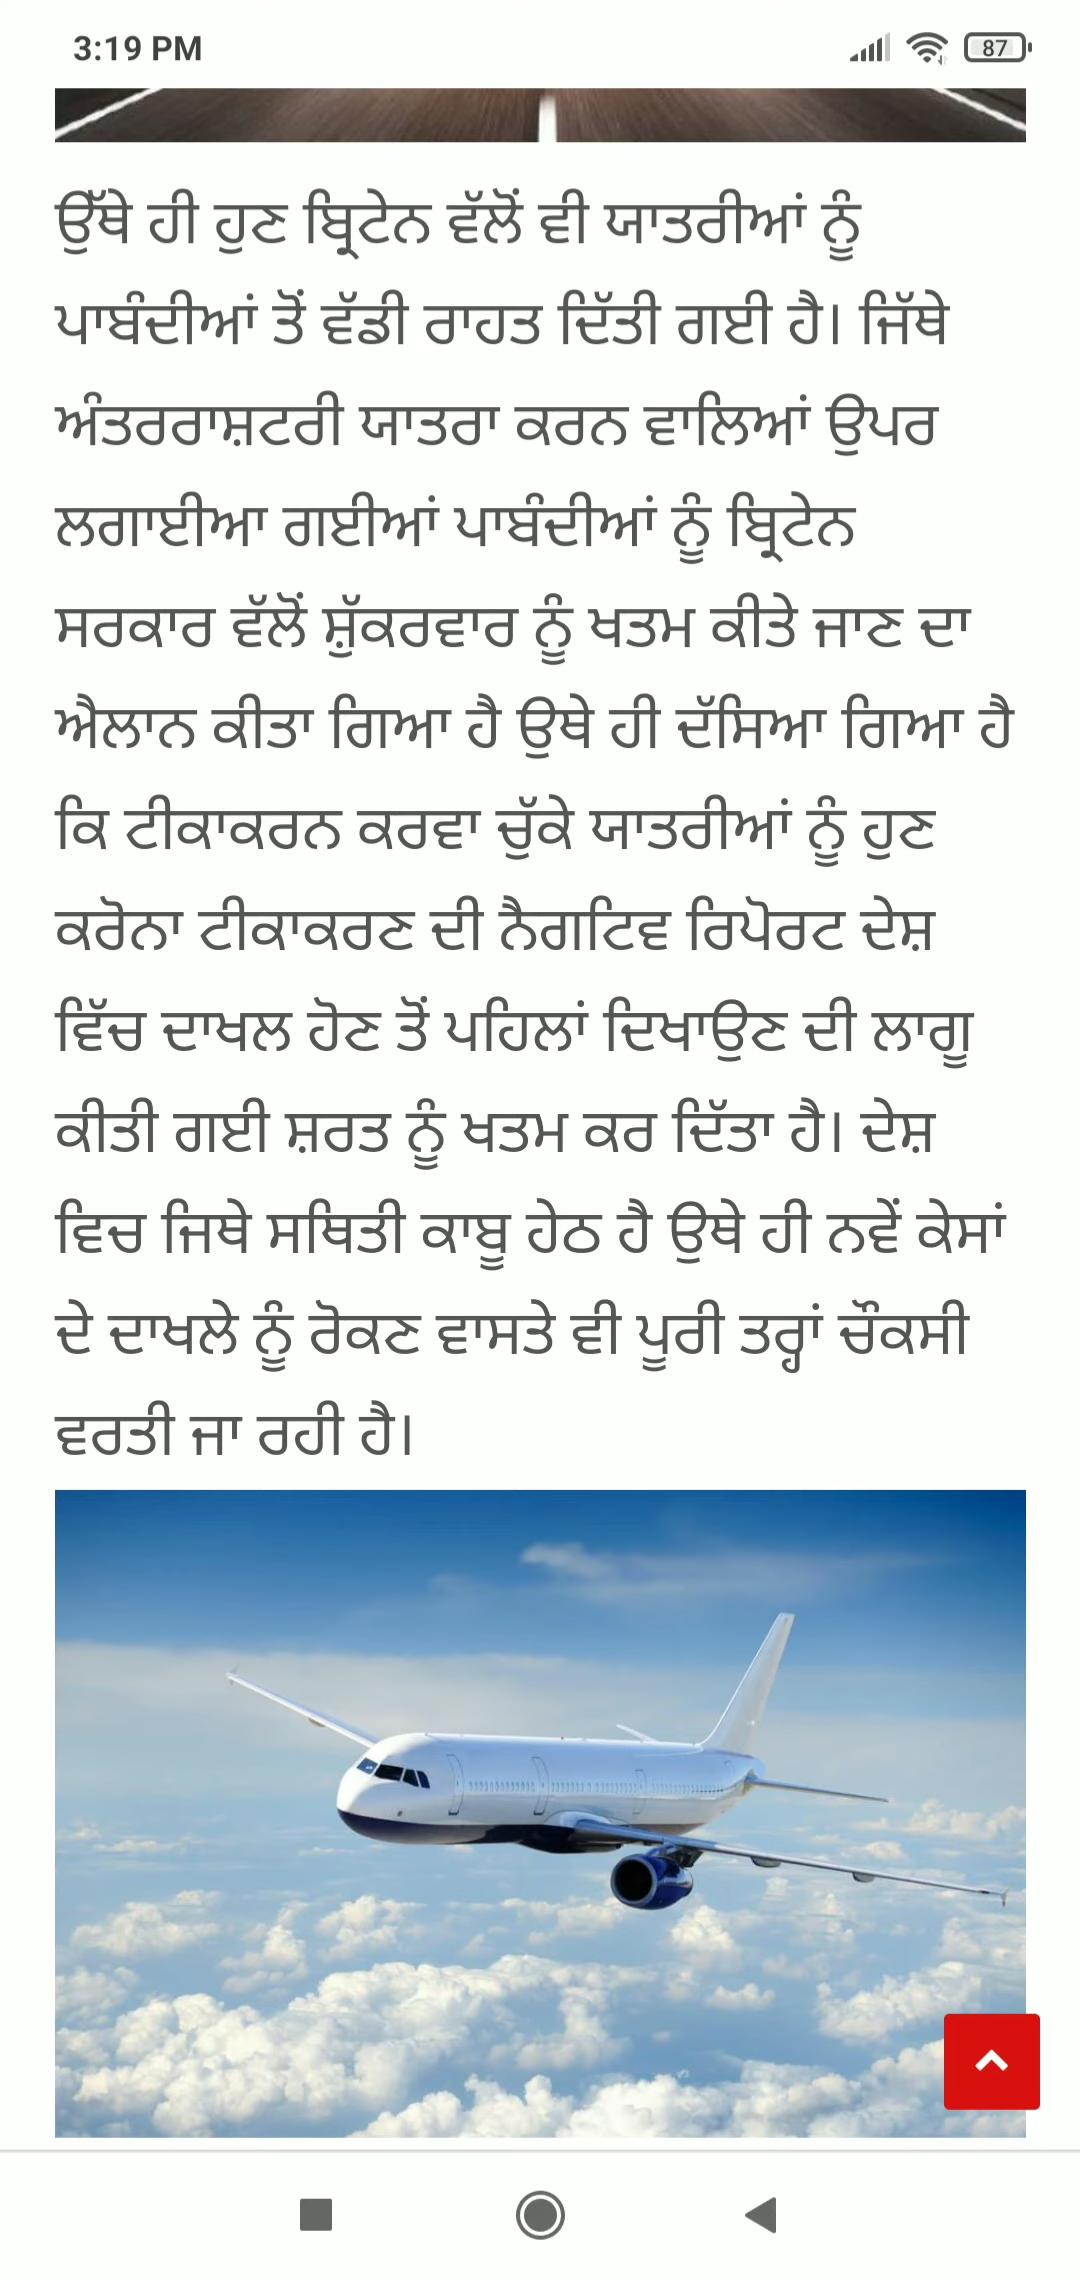 3:19 PM
87
ਉੱਥੇ ਹੀ ਹੁਣ ਬ੍ਰਿਟੇਨ ਵੱਲੋਂ ਵੀ ਯਾਤਰੀਆਂ ਨੂੰ
ਪਾਬੰਦੀਆਂ ਤੋਂ ਵੱਡੀ ਰਾਹਤ ਦਿੱਤੀ ਗਈ ਹੈ। ਜਿੱਥੇ
ਅੰਤਰਰਾਸ਼ਟਰੀ ਯਾਤਰਾ ਕਰਨ ਵਾਲਿਆਂ ਉਪਰ
ਲਗਾਈਆ ਗਈਆਂ ਪਾਬੰਦੀਆਂ ਨੂੰ ਬ੍ਰਿਟੇਨ
ਸਰਕਾਰ ਵੱਲੋਂ ਸ਼ੁੱਕਰਵਾਰ ਨੂੰ ਖਤਮ ਕੀਤੇ ਜਾਣ ਦਾ
ਐਲਾਨ ਕੀਤਾ ਗਿਆ ਹੈ ਉਥੇ ਹੀ ਦੱਸਿਆ ਗਿਆ ਹੈ
ਕਿ ਟੀਕਾਕਰਨ ਕਰਵਾ ਚੁੱਕੇ ਯਾਤਰੀਆਂ ਨੂੰ ਹੁਣ
ਕਰੋਨਾ ਟੀਕਾਕਰਣ ਦੀ ਨੈਗਟਿਵ ਰਿਪੋਰਟ ਦੇਸ਼
ਵਿੱਚ ਦਾਖਲ ਹੋਣ ਤੋਂ ਪਹਿਲਾਂ ਦਿਖਾਉਣ ਦੀ ਲਾਗੂ
ਕੀਤੀ ਗਈ ਸ਼ਰਤ ਨੂੰ ਖਤਮ ਕਰ ਦਿੱਤਾ ਹੈ। ਦੇਸ਼
ਵਿਚ ਜਿਥੇ ਸਥਿਤੀ ਕਾਬੂ ਹੇਠ ਹੈ ਉਥੇ ਹੀ ਨਵੇਂ ਕੇਸਾਂ
ਦੇ ਦਾਖਲੇ ਨੂੰ ਰੋਕਣ ਵਾਸਤੇ ਵੀ ਪੂਰੀ ਤਰ੍ਹਾਂ ਚੌਕਸੀ
ਵਰਤੀ ਜਾ ਰਹੀ ਹੈ।